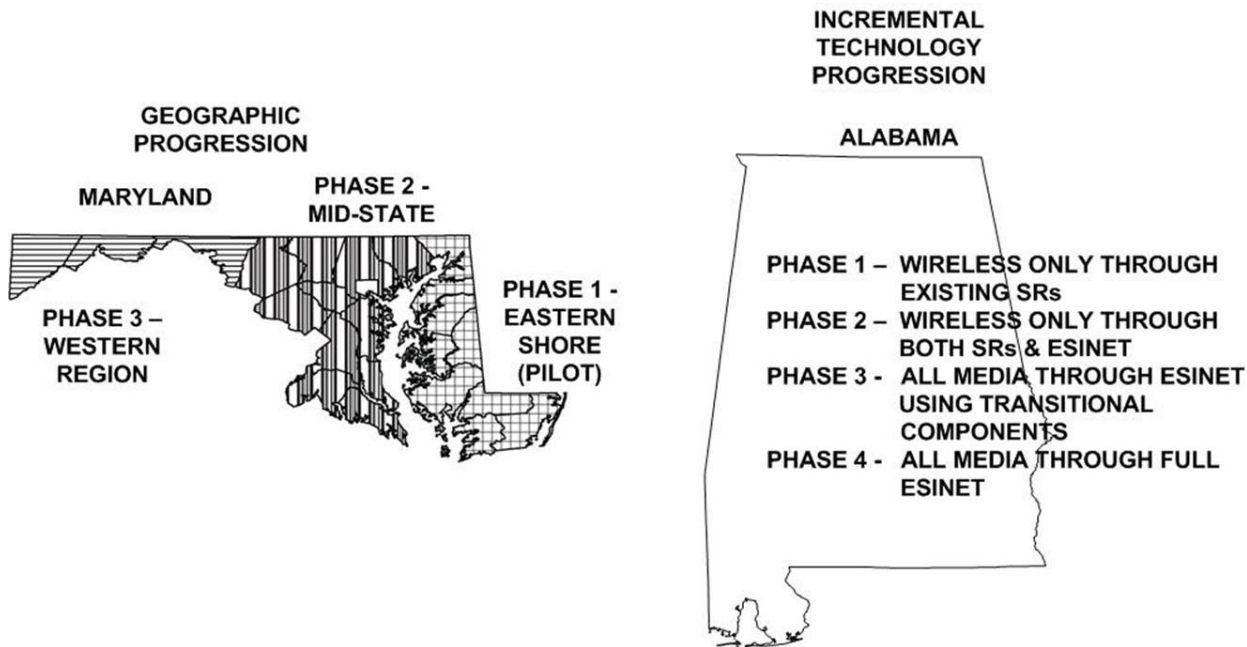 GEOGRAPHIC
PROGRESSION
MARYLAND
PHASE 2 -
MID-STATE
PHASE 1 -
EASTERN
SHORE
(PILOT)
PHASE 3 –
WESTERN
REGION
INCREMENTAL
TECHNOLOGY
PROGRESSION
ALABAMA
PHASE 1 – WIRELESS ONLY THROUGH
EXISTING SRs
PHASE 2 – WIRELESS ONLY THROUGH
BOTH SRs & ESINET
PHASE 3 - ALL MEDIA THROUGH ESINET
USING TRANSITIONAL
COMPONENTS
PHASE 4 - ALL MEDIA THROUGH FULL
ESINET